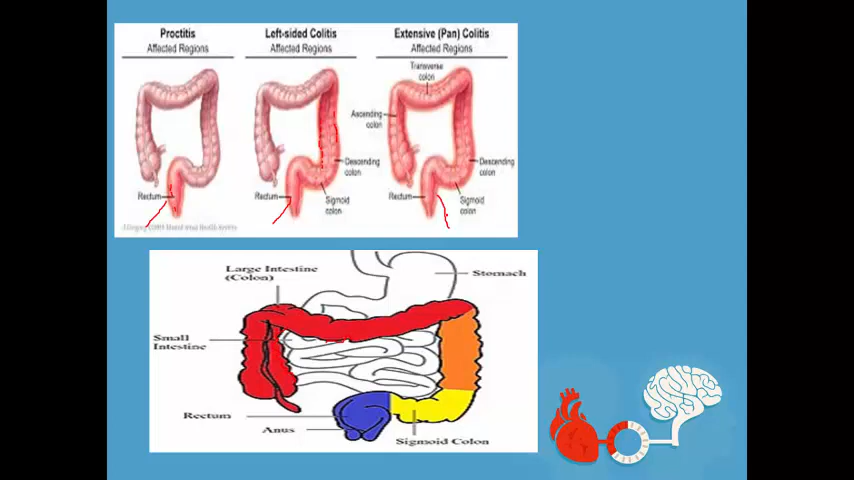 Proctitis
Affected Regions
Left-sided Colitis
Affected Regions
Extensive (Pan) Colitis
Affected Regions
Transverse
colon
Ascending
colon
Descending
colon
Descending
colon
Rectum
Rectum
Sigmoid
colon
Rectum
Sigmoid
colon
Large Intestine
(Colon)
Stomach
Small
Intestine
Rectum
Anus
Sigmoid Colon